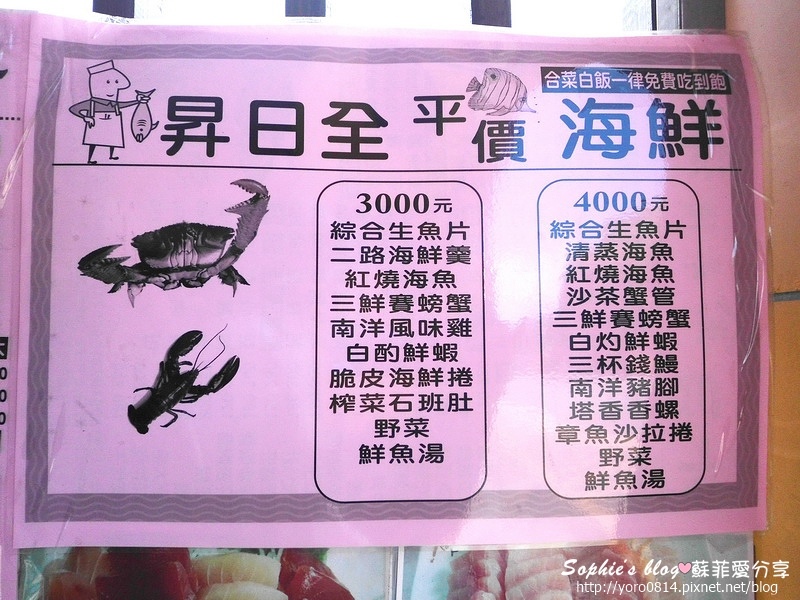 合菜白飯一律免費吃到飽
昇日全 平價 海鮮
3000元
綜合生魚片
二路海鮮羹
紅燒海魚
三鮮賽螃蟹
南洋風味雞
白酌鮮蝦
脆皮海鮮捲
榨菜石班肚
野菜
鮮魚湯
4000元
綜合生魚片
清蒸海魚
紅燒海魚
沙茶蟹管
三鮮賽螃蟹
白灼鮮蝦
三杯錢鰻
南洋豬腳
塔香香螺
章魚沙拉捲
野菜
鮮魚湯
Sophie's blog♥蘇菲愛分享
http://yoro0814.pixnet.net/blog